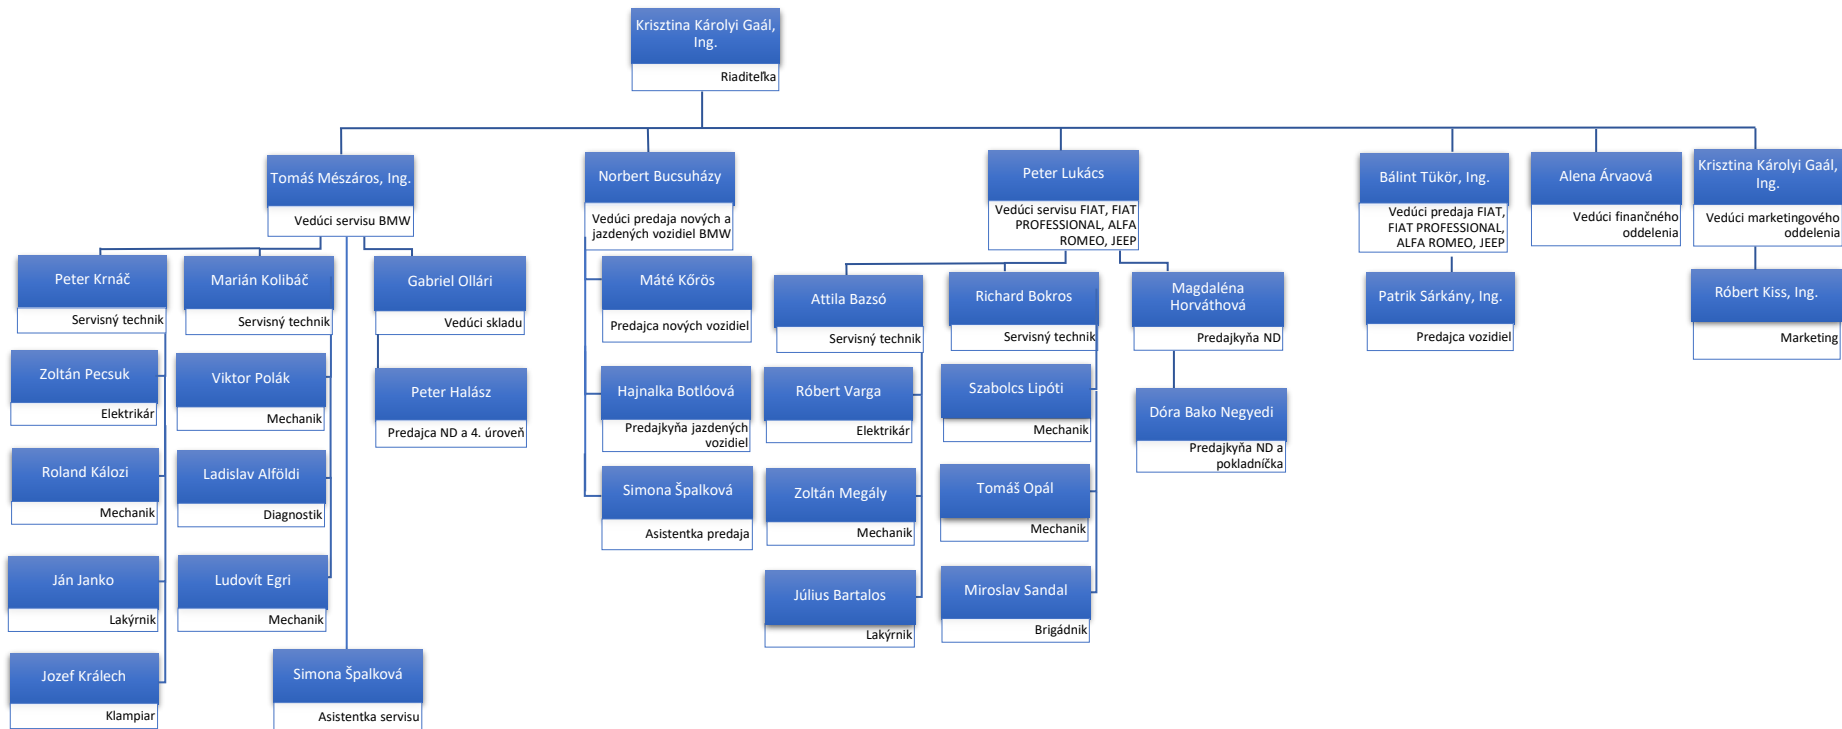 Krisztina Károlyi Gaál,
Ing.
Riaditeľka
Tomáš Mészáros, Ing.
Vedúci servisu BMW
Norbert Bucsuházy
Vedúci predaja nových a
jazdených vozidiel BMW
Peter Lukács
Vedúci servisu FIAT, FIAT
PROFESSIONAL, ALFA
ROMEO, JEEP
Bálint Tükör, Ing.
Vedúci predaja FIAT,
FIAT PROFESSIONAL,
ALFA ROMEO, JEEP
Alena Árvaová
Vedúci finančného
oddelenia
Krisztina Károlyi Gaál,
Ing.
Vedúci marketingového
oddelenia
Peter Krnáč
Servisný technik
Marián Kolibáč
Servisný technik
Gabriel Ollári
Vedúci skladu
Máté Kőrös
Predajca nových vozidiel
Attila Bazsó
Servisný technik
Richard Bokros
Servisný technik
Magdaléna
Horváthová
Predajkyňa ND
Patrik Sárkány, Ing.
Predajca vozidiel
Róbert Kiss, Ing.
Marketing
Zoltán Pecsuk
Elektrikár
Viktor Polák
Mechanik
Peter Halász
Predajca ND a 4. úroveň
Hajnalka Botlóová
Predajkyňa jazdených
vozidiel
Róbert Varga
Elektrikár
Szabolcs Lipóti
Mechanik
Dóra Bako Negyedi
Predajkyňa ND a
pokladníčka
Roland Kálozi
Mechanik
Ladislav Alföldi
Diagnostik
Simona Špalková
Asistentka predaja
Zoltán Megály
Mechanik
Tomáš Opál
Mechanik
Ján Janko
Lakýrnik
Ludovít Egri
Mechanik
Július Bartalos
Lakýrnik
Miroslav Sandal
Brigádnik
Jozef Králech
Klampiar
Simona Špalková
Asistentka servisu